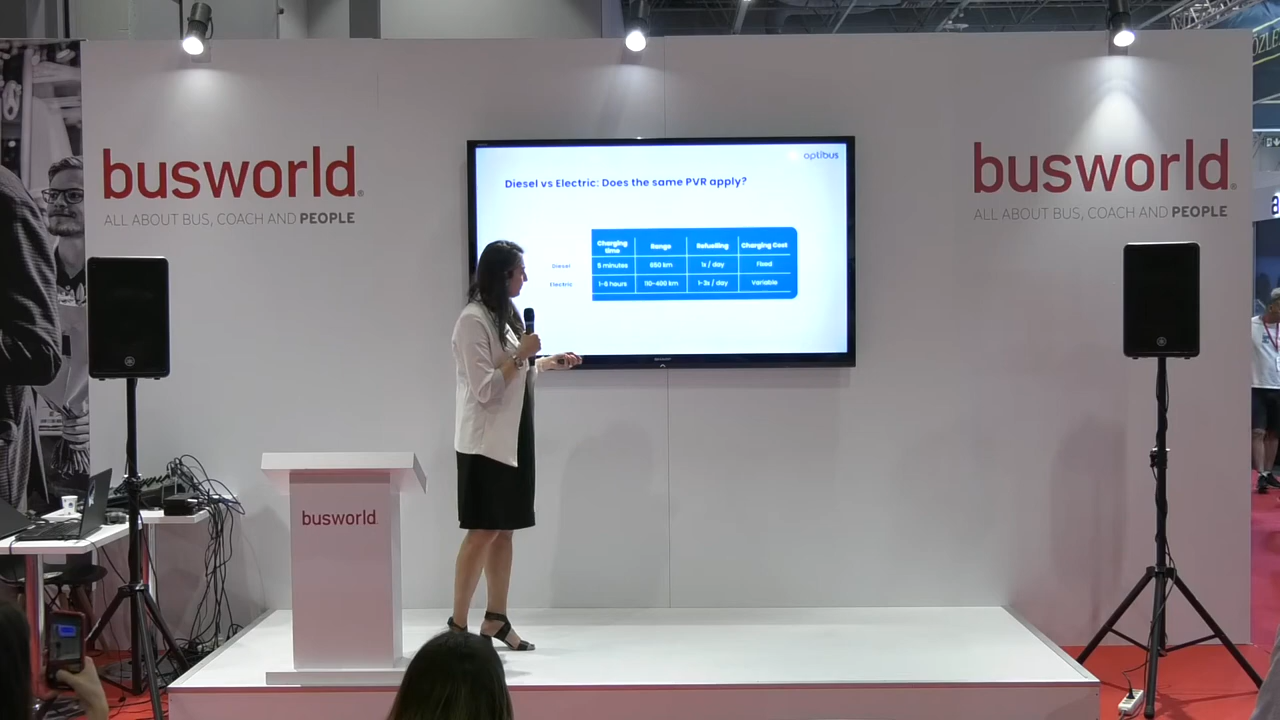 busworld®
ALL ABOUT BUS, COACH AND PEOPLE
optibus
Diesel vs Electric: Does the same PVR apply?
Charging time Range Refuelling Charging Cost
Diesel 5 minutes 650 km 1x / day Fixed
Electric 1-8 hours 110-400 km 1-3x / day Variable
SHARP
busworld®
ALL ABOUT BUS, COACH AND PEOPLE
busworld